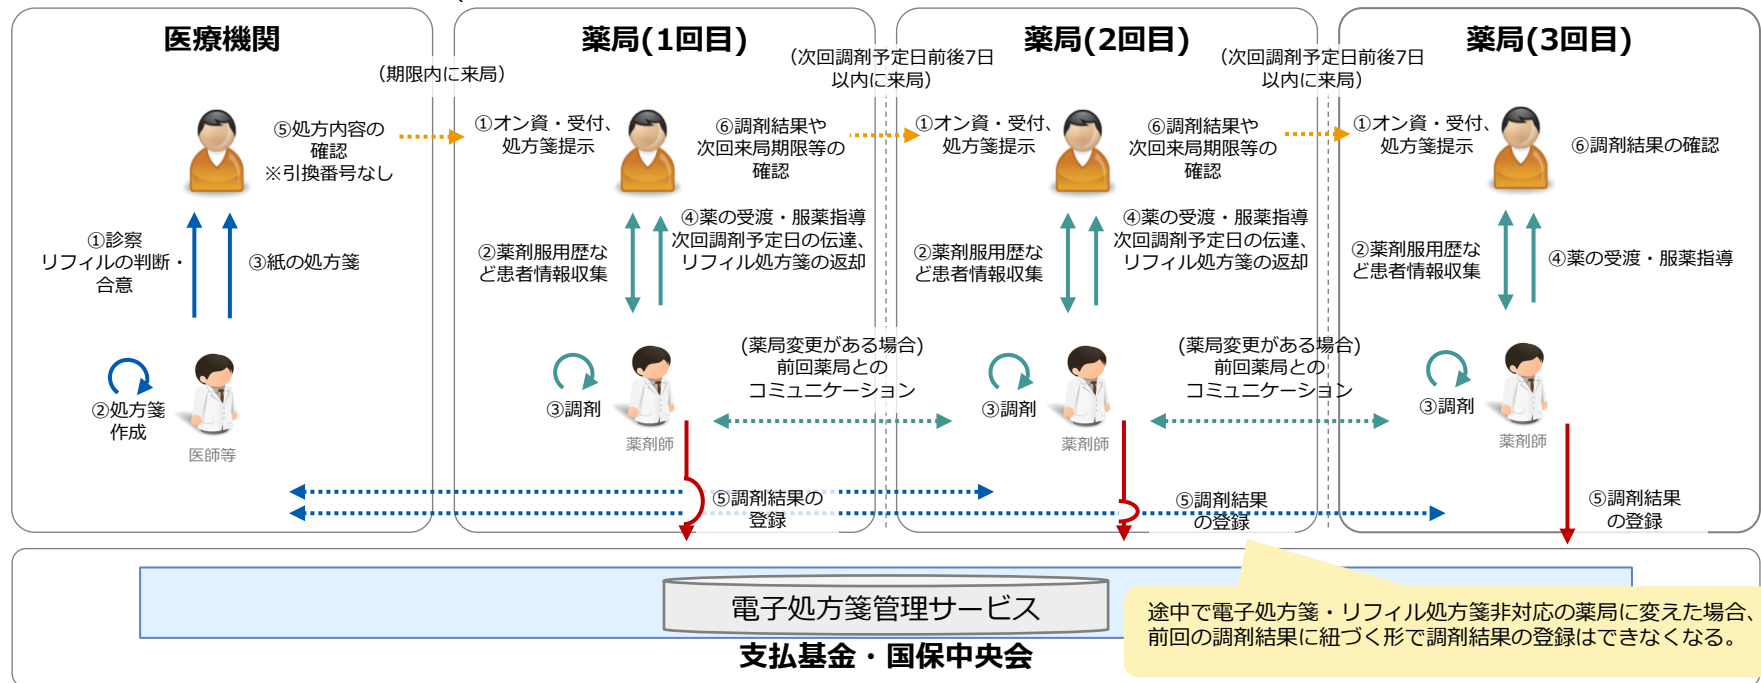 医療機関
薬局(1回目)
薬局(2回目)
薬局(3回目)
（期限内に来局）
（次回調剤予定日前後7日
以内に来局）
（次回調剤予定日前後7日
以内に来局）
⑤処方内容の
確認
※引換番号なし
①診察
リフィルの判断・
合意
③紙の処方箋
②処方箋
作成
医師等
①オン資・受付、
処方箋提示
⑥調剤結果や
次回来局期限等の
確認
②薬剤服用歴な
ど患者情報収集
④薬の受渡・服薬指導
次回調剤予定日の伝達、
リフィル処方箋の返却
③調剤
薬剤師
(薬局変更がある場合)
前回薬局との
コミュニケーション
⑤調剤結果の
登録
①オン資・受付、
処方箋提示
⑥調剤結果や
次回来局期限等の
確認
②薬剤服用歴な
ど患者情報収集
④薬の受渡・服薬指導
次回調剤予定日の伝達、
リフィル処方箋の返却
③調剤
薬剤師
(薬局変更がある場合)
前回薬局との
コミュニケーション
⑤調剤結果
の登録
①オン資・受付、
処方箋提示
⑥調剤結果の確認
②薬剤服用歴な
ど患者情報収集
④薬の受渡・服薬指導
③調剤
薬剤師
⑤調剤結果
の登録
電子処方箋管理サービス
支払基金・国保中央会
途中で電子処方箋・リフィル処方箋非対応の薬局に変えた場合、
前回の調剤結果に紐づく形で調剤結果の登録はできなくなる。